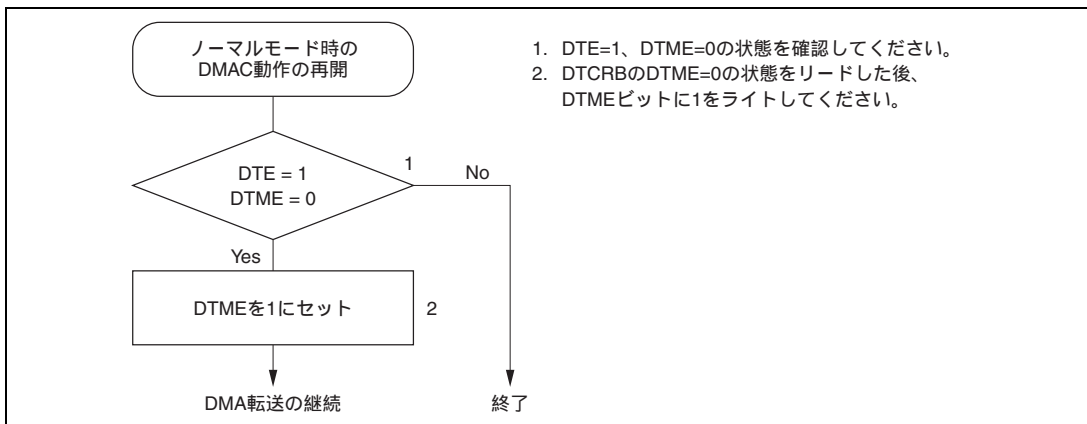 ノーマルモード時の
DMAC動作の再開
1. DTE=1、DTME=0の状態を確認してください。
2. DTCRBのDTME=0の状態をリードした後、
DTMEビットに1をライトしてください。
DTE = 1
DTME = 0
1
No
Yes
DTMEを1にセット
2
DMA転送の継続
終了